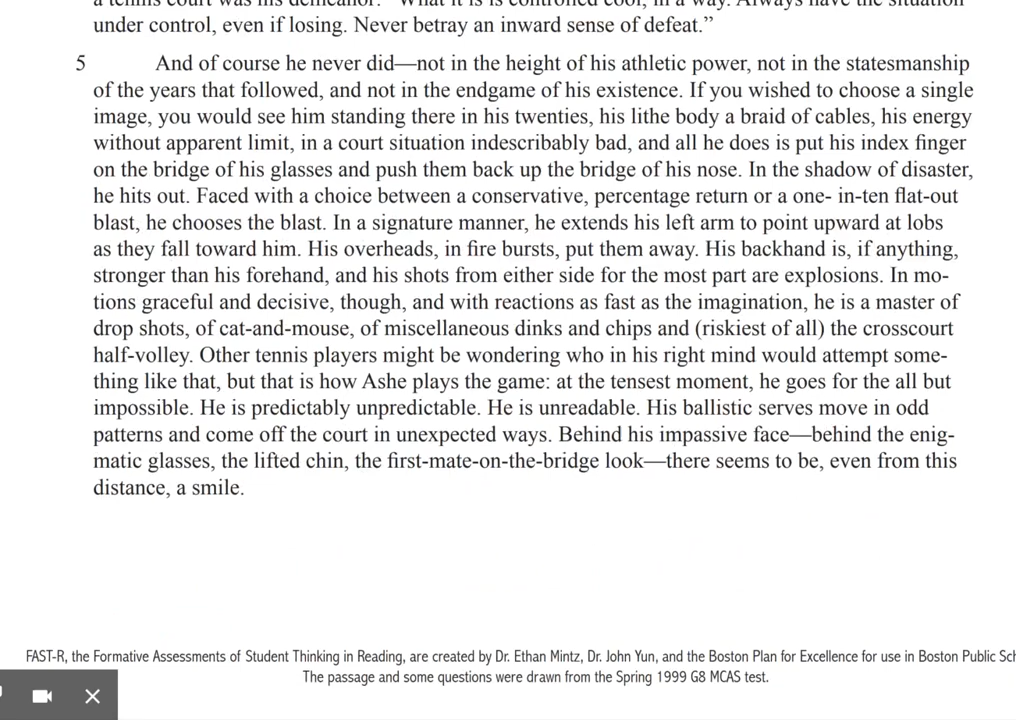 under control, even if losing. Never betray an inward sense of defeat.”
5 And of course he never did—not in the height of his athletic power, not in the statesmanship
of the years that followed, and not in the endgame of his existence. If you wished to choose a single
image, you would see him standing there in his twenties, his lithe body a braid of cables, his energy
without apparent limit, in a court situation indescribably bad, and all he does is put his index finger
on the bridge of his glasses and push them back up the bridge of his nose. In the shadow of disaster,
he hits out. Faced with a choice between a conservative, percentage return or a one- in-ten flat-out
blast, he chooses the blast. In a signature manner, he extends his left arm to point upward at lobs
as they fall toward him. His overheads, in fire bursts, put them away. His backhand is, if anything,
stronger than his forehand, and his shots from either side for the most part are explosions. In mo-
tions graceful and decisive, though, and with reactions as fast as the imagination, he is a master of
drop shots, of cat-and-mouse, of miscellaneous dinks and chips and (riskiest of all) the crosscourt
half-volley. Other tennis players might be wondering who in his right mind would attempt some-
thing like that, but that is how Ashe plays the game: at the tensest moment, he goes for the all but
impossible. He is predictably unpredictable. He is unreadable. His ballistic serves move in odd
patterns and come off the court in unexpected ways. Behind his impassive face—behind the enig-
matic glasses, the lifted chin, the first-mate-on-the-bridge look—there seems to be, even from this
distance, a smile.
FAST-R, the Formative Assessments of Student Thinking in Reading, are created by Dr. Ethan Mintz, Dr. John Yun, and the Boston Plan for Excellence for use in Boston Public
The passage and some questions were drawn from the Spring 1999 G8 MCAS test.